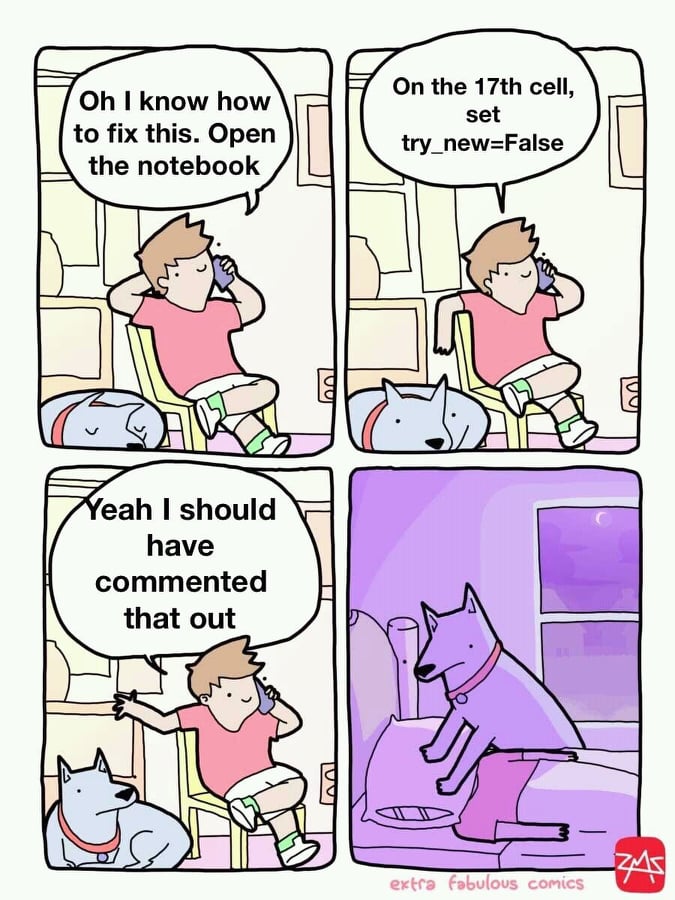 Oh I know how
to fix this. Open
the notebook
On the 17th cell,
set
try_new=False
Yeah I should
have
commented
that out
extra fabulous comics
ZMS